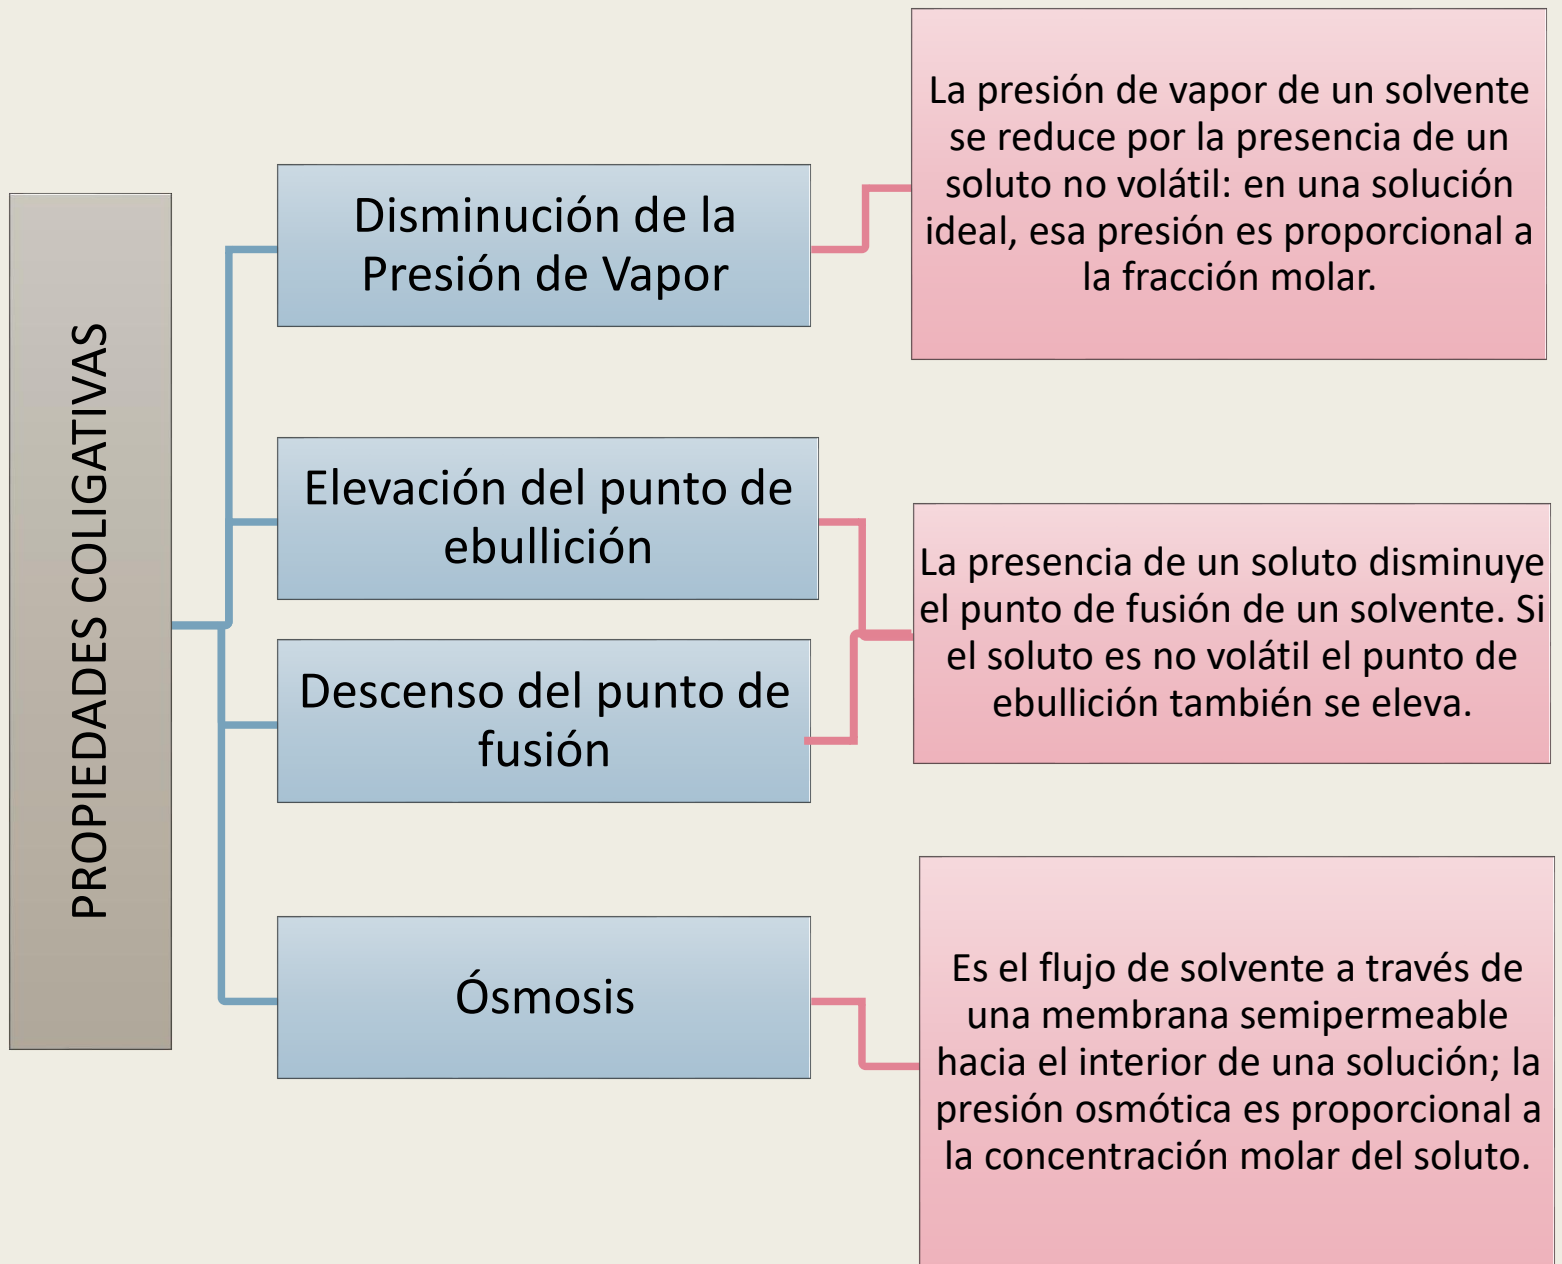 PROPIEDADES COLIGATIVAS
Disminución de la
Presión de Vapor
La presión de vapor de un solvente
se reduce por la presencia de un
soluto no volátil: en una solución
ideal, esa presión es proporcional a
la fracción molar.
Elevación del punto de
ebullición
Descenso del punto de
fusión
La presencia de un soluto disminuye
el punto de fusión de un solvente. Si
el soluto es no volátil el punto de
ebullición también se eleva.
Ósmosis
Es el flujo de solvente a través de
una membrana semipermeable
hacia el interior de una solución; la
presión osmótica es proporcional a
la concentración molar del soluto.